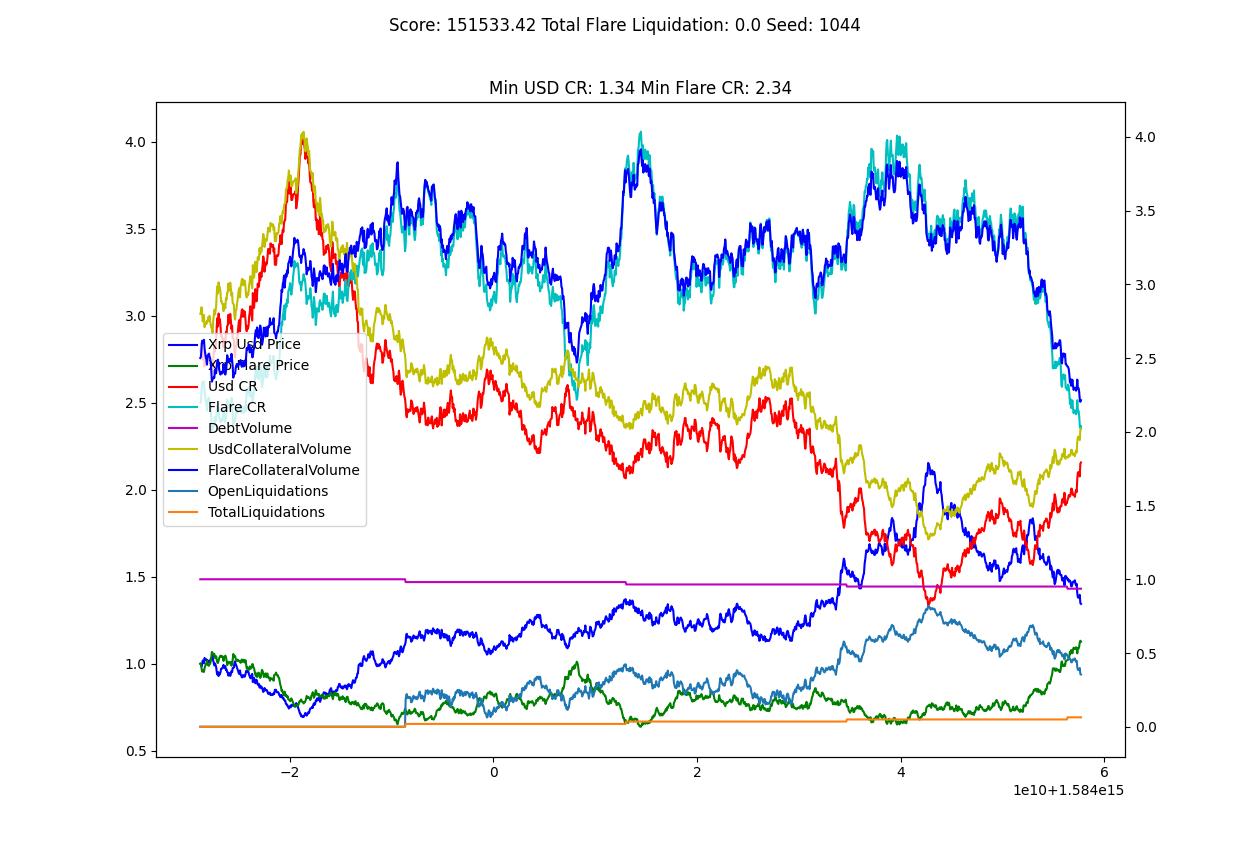 Score: 151533.42 Total Flare Liquidation: 0.0 Seed: 1044
Min USD CR: 1.34 Min Flare CR: 2.34
4.0
3.5
3.0
2.5
2.0
1.5
1.0
0.5
4.0
3.5
3.0
2.5
2.0
1.5
1.0
0.5
0.0
Xrp Usd Price
Xrp Flare Price
Usd CR
Flare CR
DebtVolume
UsdCollateralVolume
FlareCollateralVolume
OpenLiquidations
TotalLiquidations
−2 0 2 4 6
1e10+1.584e15